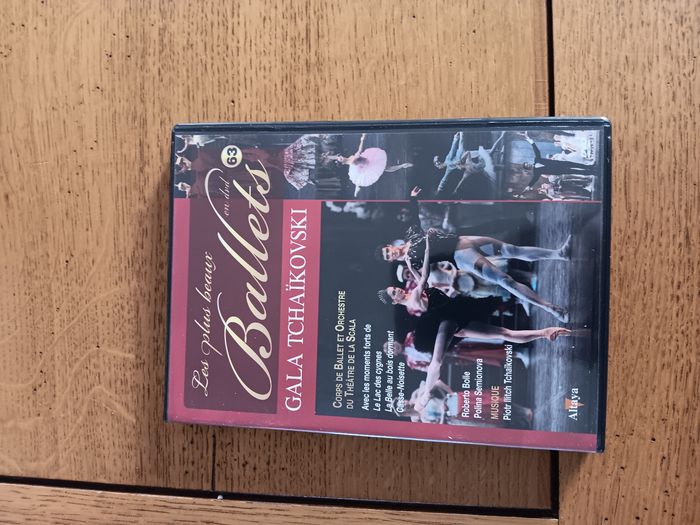 Les plus beaux
Ballets
en dvd
63
GALA TCHAÏKOVSKI
CORPS DE BALLET ET ORCHESTRE
DU THÉÂTRE DE LA SCALA
Avec les moments forts de
Le Lac des cygnes
La Belle au bois dormant
Casse-Noisette
Roberto Bolle
Polina Semionova
MUSIQUE
Piotr Ilitch Tchaïkovski
Altaya